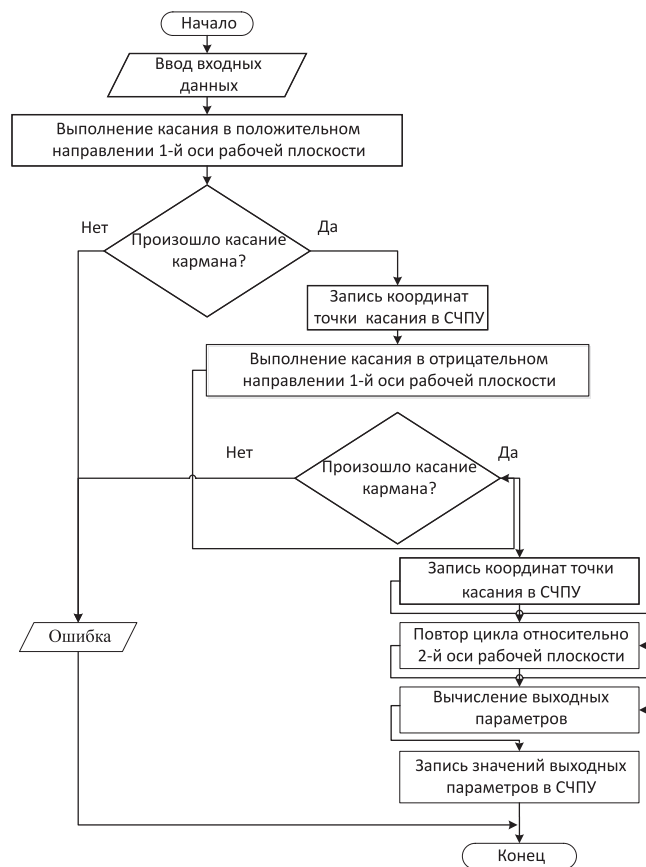 Начало
Ввод входных
данных
Выполнение касания в положительном
направлении 1-й оси рабочей плоскости
Нет
Да
Произошло касание
кармана?
Запись координат
точки касания в СЧПУ
Выполнение касания в отрицательном
направлении 1-й оси рабочей плоскости
Нет
Да
Произошло касание
кармана?
Запись координат точки
касания в СЧПУ
Ошибка
Повтор цикла относительно
2-й оси рабочей плоскости
Вычисление выходных
параметров
Запись значений выходных
параметров в СЧПУ
Конец